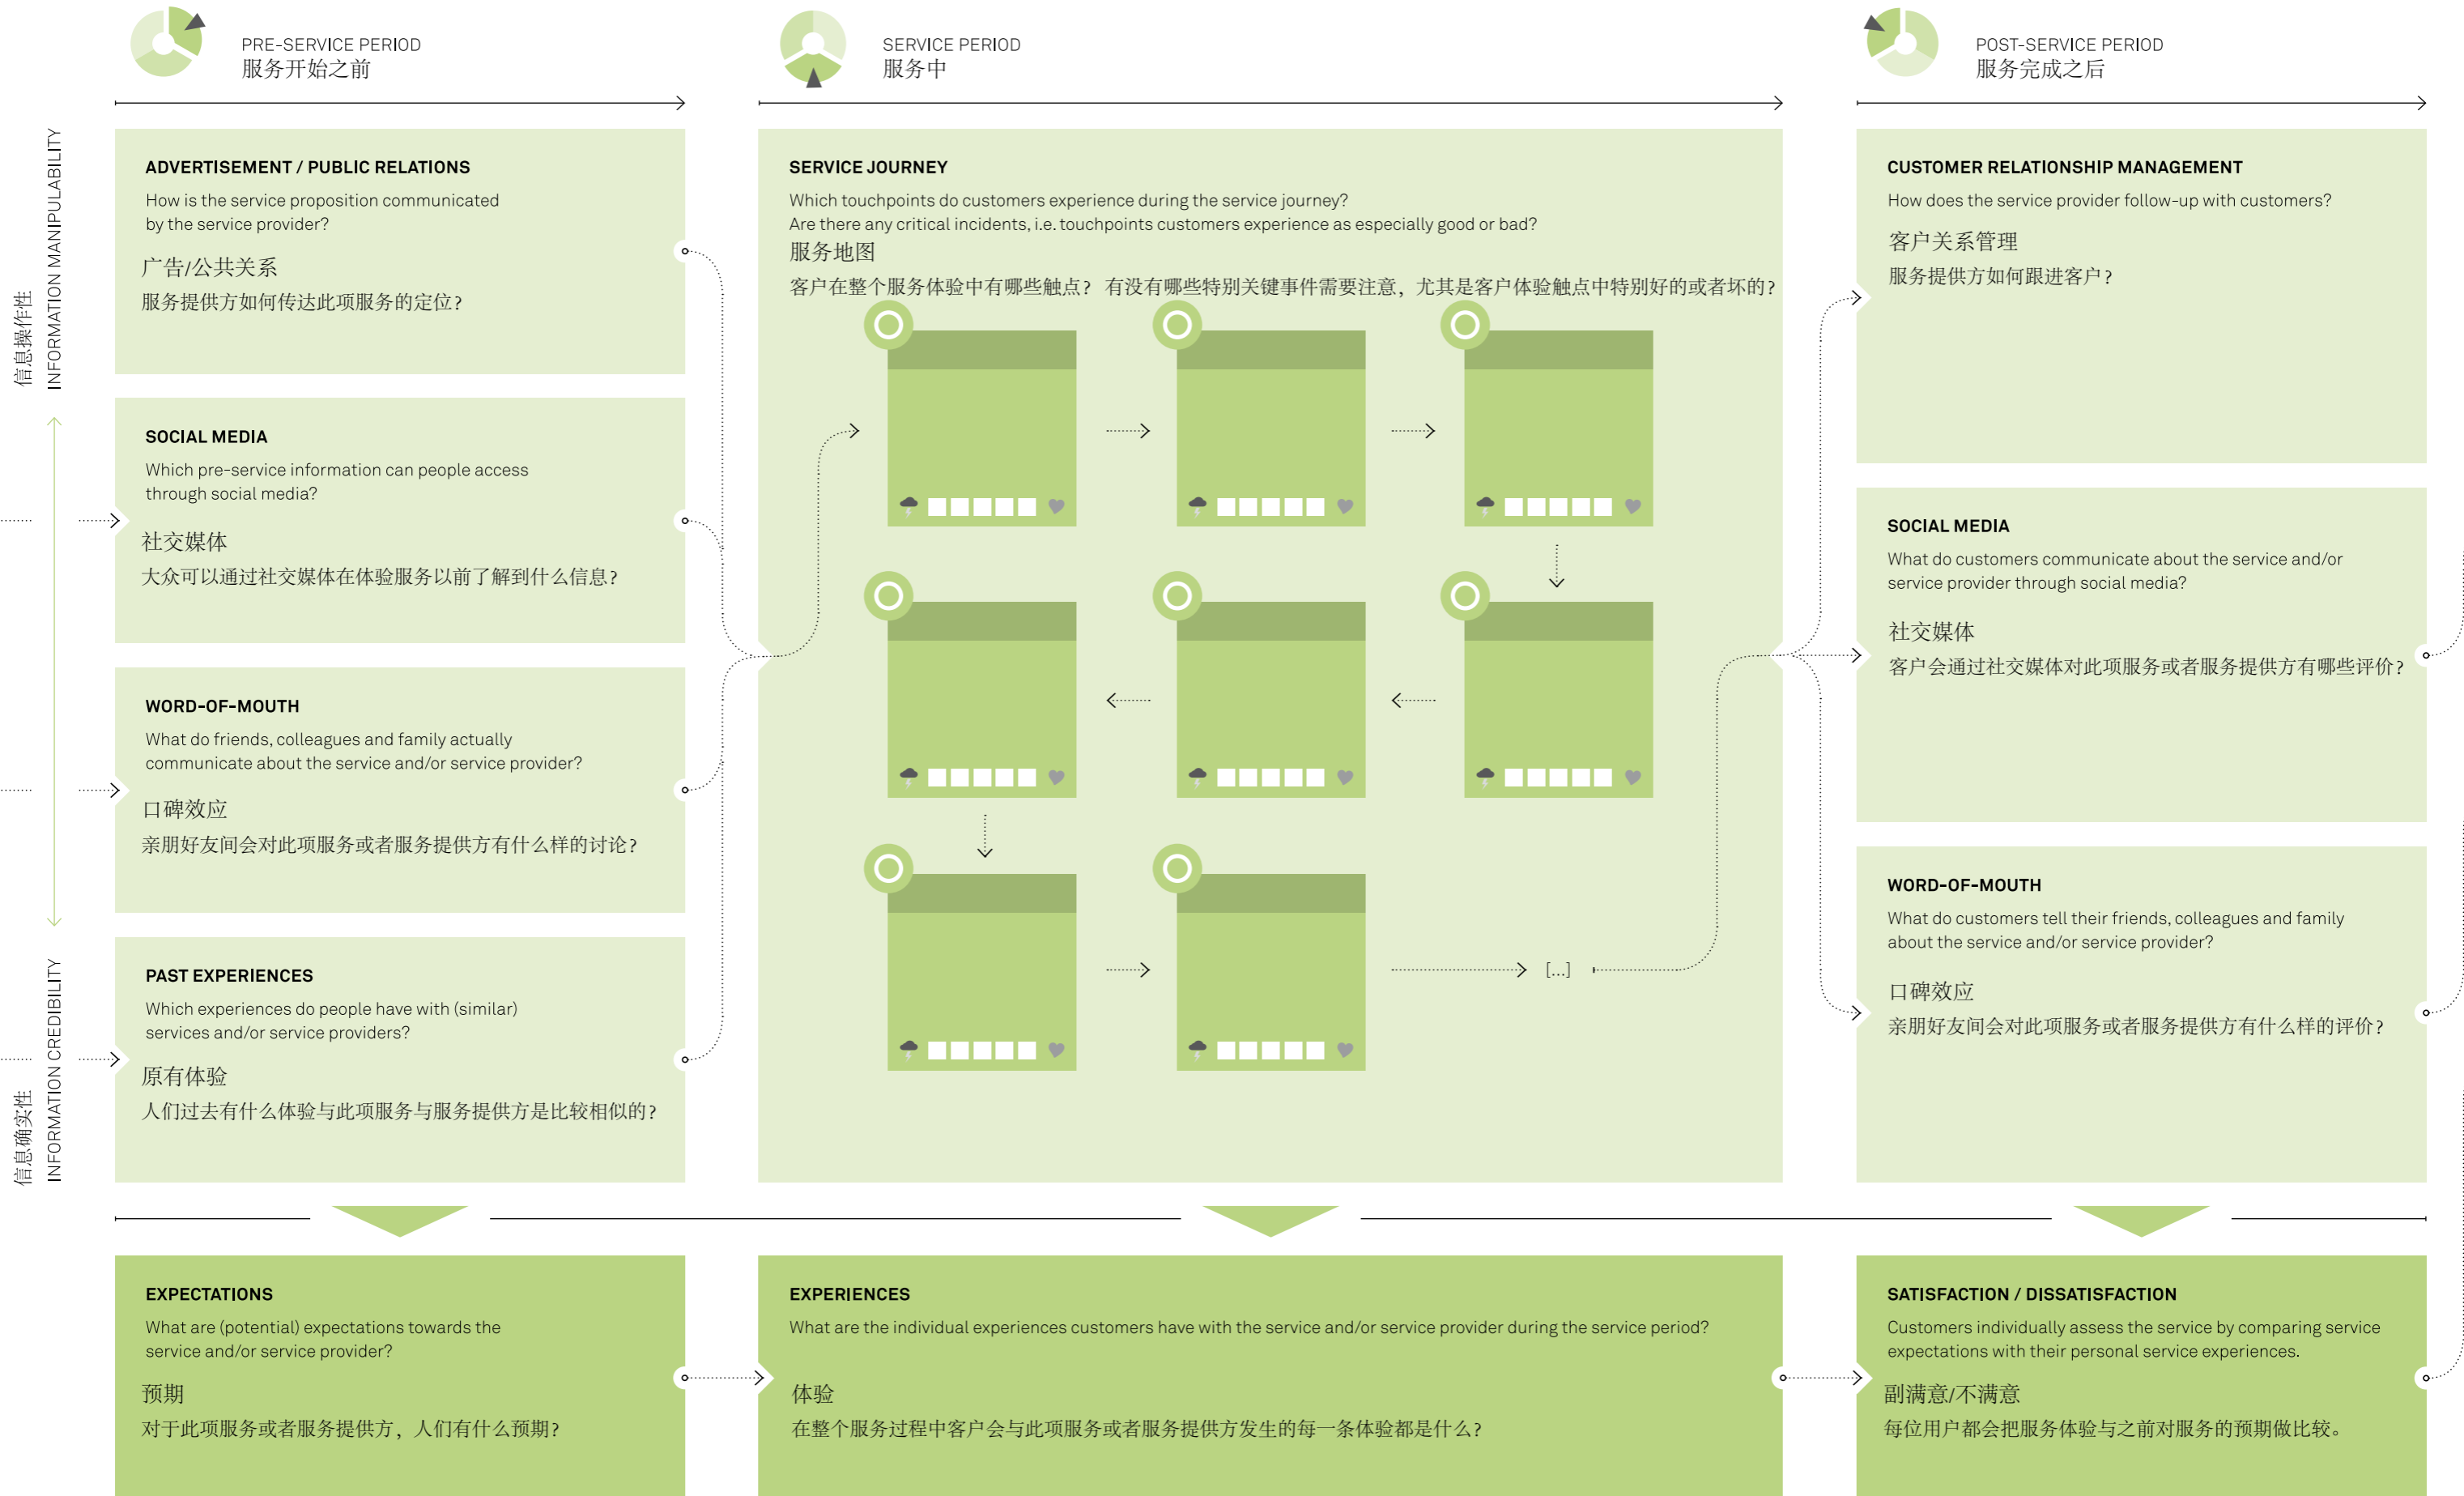 PRE-SERVICE PERIOD
服务开始之前
SERVICE PERIOD
服务中
POST-SERVICE PERIOD
服务完成之后
信息操作性
INFORMATION MANIPULABILITY
信息确实性
INFORMATION CREDIBILITY
ADVERTISEMENT / PUBLIC RELATIONS
How is the service proposition communicated
by the service provider?
广告/公共关系
服务提供方如何传达此项服务的定位?
SOCIAL MEDIA
Which pre-service information can people access
through social media?
社交媒体
大众可以通过社交媒体在体验服务以前了解到什么信息?
WORD-OF-MOUTH
What do friends, colleagues and family actually
communicate about the service and/or service provider?
口碑效应
亲朋好友间会对此项服务或者服务提供方有什么样的讨论?
PAST EXPERIENCES
Which experiences do people have with (similar)
services and/or service providers?
原有体验
人们过去有什么体验与此项服务与服务提供方是比较相似的?
SERVICE JOURNEY
Which touchpoints do customers experience during the service journey?
Are there any critical incidents, i.e. touchpoints customers experience as especially good or bad?
服务地图
客户在整个服务体验中有哪些触点? 有没有哪些特别关键事件需要注意，尤其是客户体验触点中特别好的或者坏的?
[...]
CUSTOMER RELATIONSHIP MANAGEMENT
How does the service provider follow-up with customers?
客户关系管理
服务提供方如何跟进客户?
SOCIAL MEDIA
What do customers communicate about the service and/or
service provider through social media?
社交媒体
客户会通过社交媒体对此项服务或者服务提供方有哪些评价?
WORD-OF-MOUTH
What do customers tell their friends, colleagues and family
about the service and/or service provider?
口碑效应
亲朋好友间会对此项服务或者服务提供方有什么样的评价?
EXPECTATIONS
What are (potential) expectations towards the
service and/or service provider?
预期
对于此项服务或者服务提供方，人们有什么预期?
EXPERIENCES
What are the individual experiences customers have with the service and/or service provider during the service period?
体验
在整个服务过程中客户会与此项服务或者服务提供方发生的每一条体验都是什么?
SATISFACTION / DISSATISFACTION
Customers individually assess the service by comparing service
expectations with their personal service experiences.
副满意/不满意
每位用户都会把服务体验与之前对服务的预期做比较。